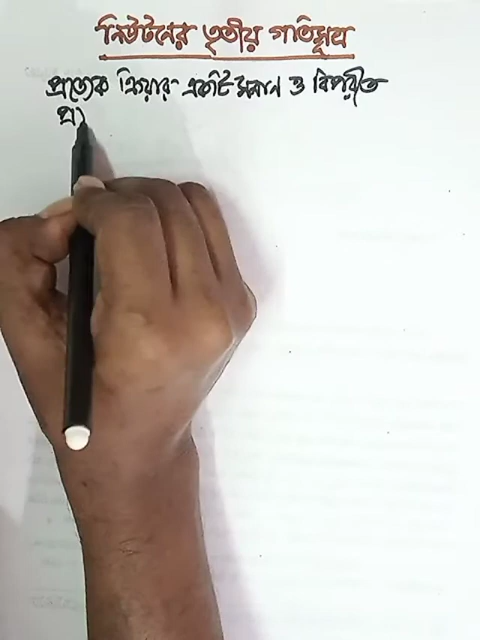 নিউটনের তৃতীয় গতিসূত্র
প্রত্যেক ক্রিয়ার একটি সমান ও বিপরীত
প্র